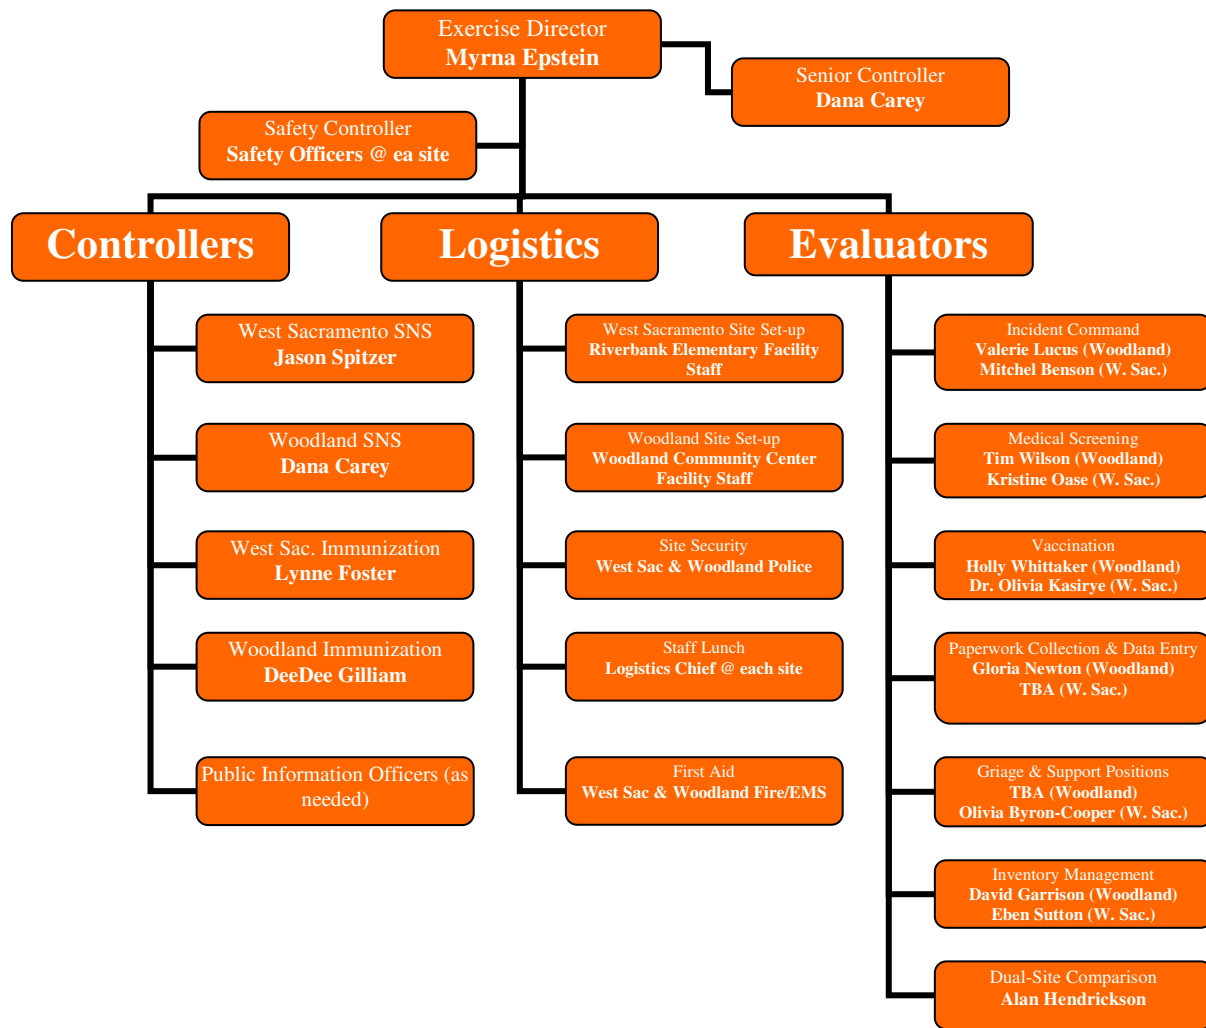 Exercise Director
Myrna Epstein
Senior Controller
Dana Carey
Safety Controller
Safety Officers @ ea site
Controllers
West Sacramento SNS
Jason Spitzer
Woodland SNS
Dana Carey
West Sac. Immunization
Lynne Foster
Woodland Immunization
DeeDee Gilliam
Public Information Officers (as
needed)
Logistics
West Sacramento Site Set-up
Riverbank Elementary Facility
Staff
Woodland Site Set-up
Woodland Community Center
Facility Staff
Site Security
West Sac & Woodland Police
Staff Lunch
Logistics Chief @ each site
First Aid
West Sac & Woodland Fire/EMS
Evaluators
Incident Command
Valerie Lucus (Woodland)
Mitchel Benson (W. Sac.)
Medical Screening
Tim Wilson (Woodland)
Kristine Oase (W. Sac.)
Vaccination
Holly Whittaker (Woodland)
Dr. Olivia Kasirye (W. Sac.)
Paperwork Collection & Data Entry
Gloria Newton (Woodland)
TBA (W. Sac.)
Griage & Support Positions
TBA (Woodland)
Olivia Byron-Cooper (W. Sac.)
Inventory Management
David Garrison (Woodland)
Eben Sutton (W. Sac.)
Dual-Site Comparison
Alan Hendrickson